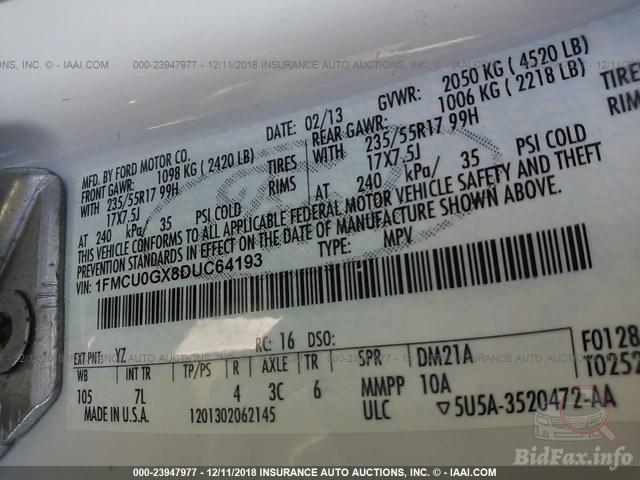 000-23947977 - 12/11/2018 INSURANCE AUTO AUCTIONS, INC. - IAAI.COM
MFD. BY FORD MOTOR CO.
DATE: 02/13
GVWR: 2050 KG ( 4520 LB)
FRONT GAWR: 1098 KG ( 2420 LB)
REAR GAWR: 1006 KG ( 2218 LB)
WITH 235/55R17 99H TIRES
WITH 235/55R17 99H
TIRES
17X7.5J RIMS
17X7.5J
RIMS
AT 240 kPa/ 35 PSI COLD
AT 240 kPa/ 35 PSI COLD
THIS VEHICLE CONFORMS TO ALL APPLICABLE FEDERAL MOTOR VEHICLE SAFETY AND THEFT
PREVENTION STANDARDS IN EFFECT ON THE DATE OF MANUFACTURE SHOWN ABOVE.
VIN: 1FMCU0GX8DUC64193
TYPE: MPV
EXT PNT: YZ
RC: 16 DSO:
F0128
WB INT TR TP/PS R AXLE TR SPR DM21A
105 7L 4 3C 6 MMPP 10A
MADE IN U.S.A. 1201302062145
ULC 5U5A-3520472-AA
000-23947977 - 12/11/2018 INSURANCE AUTO AUCTIONS, INC. - IAAI.COM
BidFax.info